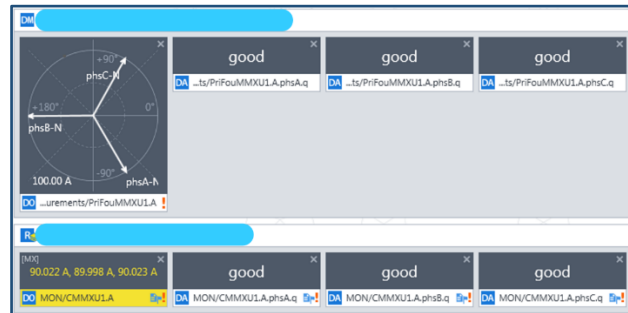 DM
+90°
phsC-N
+180°
0°
phsB-N
-90°
100.00 A
phsA-N
DO ...urements/PriFouMMXU1.A !
good
DA ...ts/PriFouMMXU1.A.phsA.q
good
DA ...ts/PriFouMMXU1.A.phsB.q
good
DA ...ts/PriFouMMXU1.A.phsC.q
R
[MX]
90.022 A, 89.998 A, 90.023 A
DO MON/CMMXU1.A !
good
DA MON/CMMXU1.A.phsA.q !
good
DA MON/CMMXU1.A.phsB.q !
good
DA MON/CMMXU1.A.phsC.q !